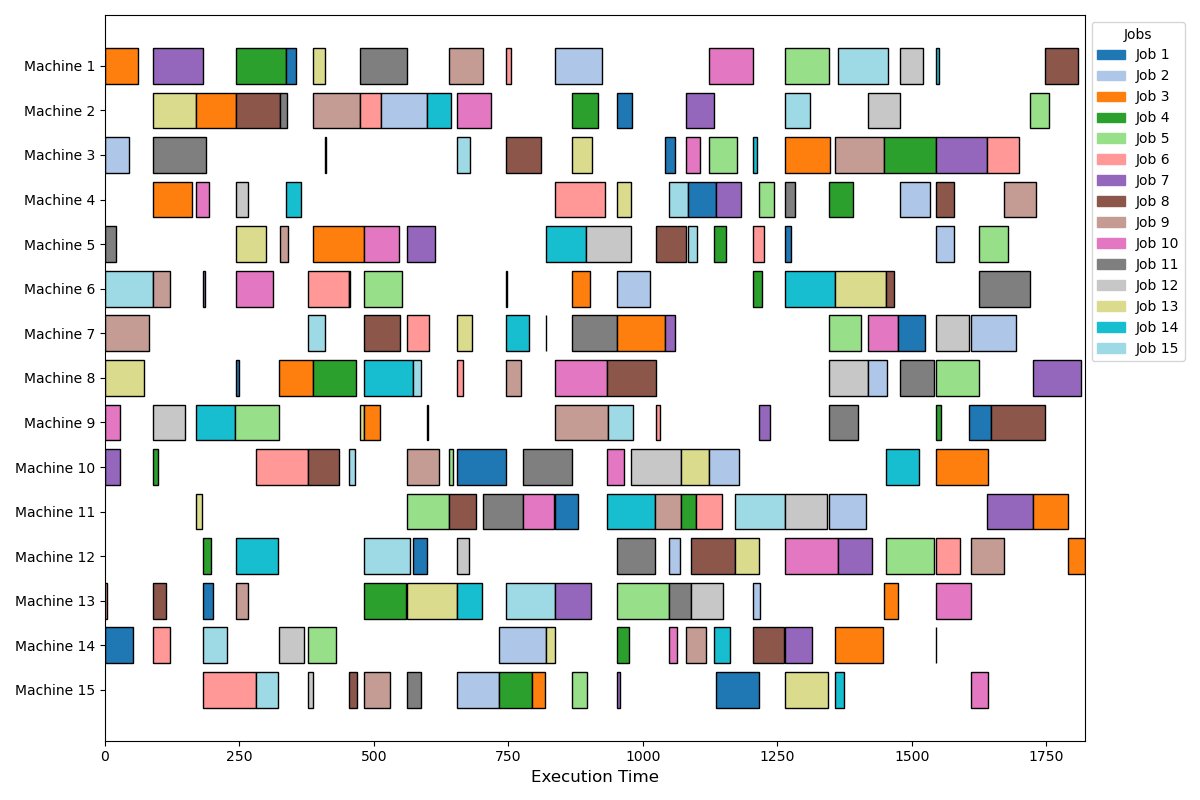 Machine 1
Machine 2
Machine 3
Machine 4
Machine 5
Machine 6
Machine 7
Machine 8
Machine 9
Machine 10
Machine 11
Machine 12
Machine 13
Machine 14
Machine 15
0 250 500 750 1000 1250 1500 1750
Execution Time
Jobs
Job 1
Job 2
Job 3
Job 4
Job 5
Job 6
Job 7
Job 8
Job 9
Job 10
Job 11
Job 12
Job 13
Job 14
Job 15